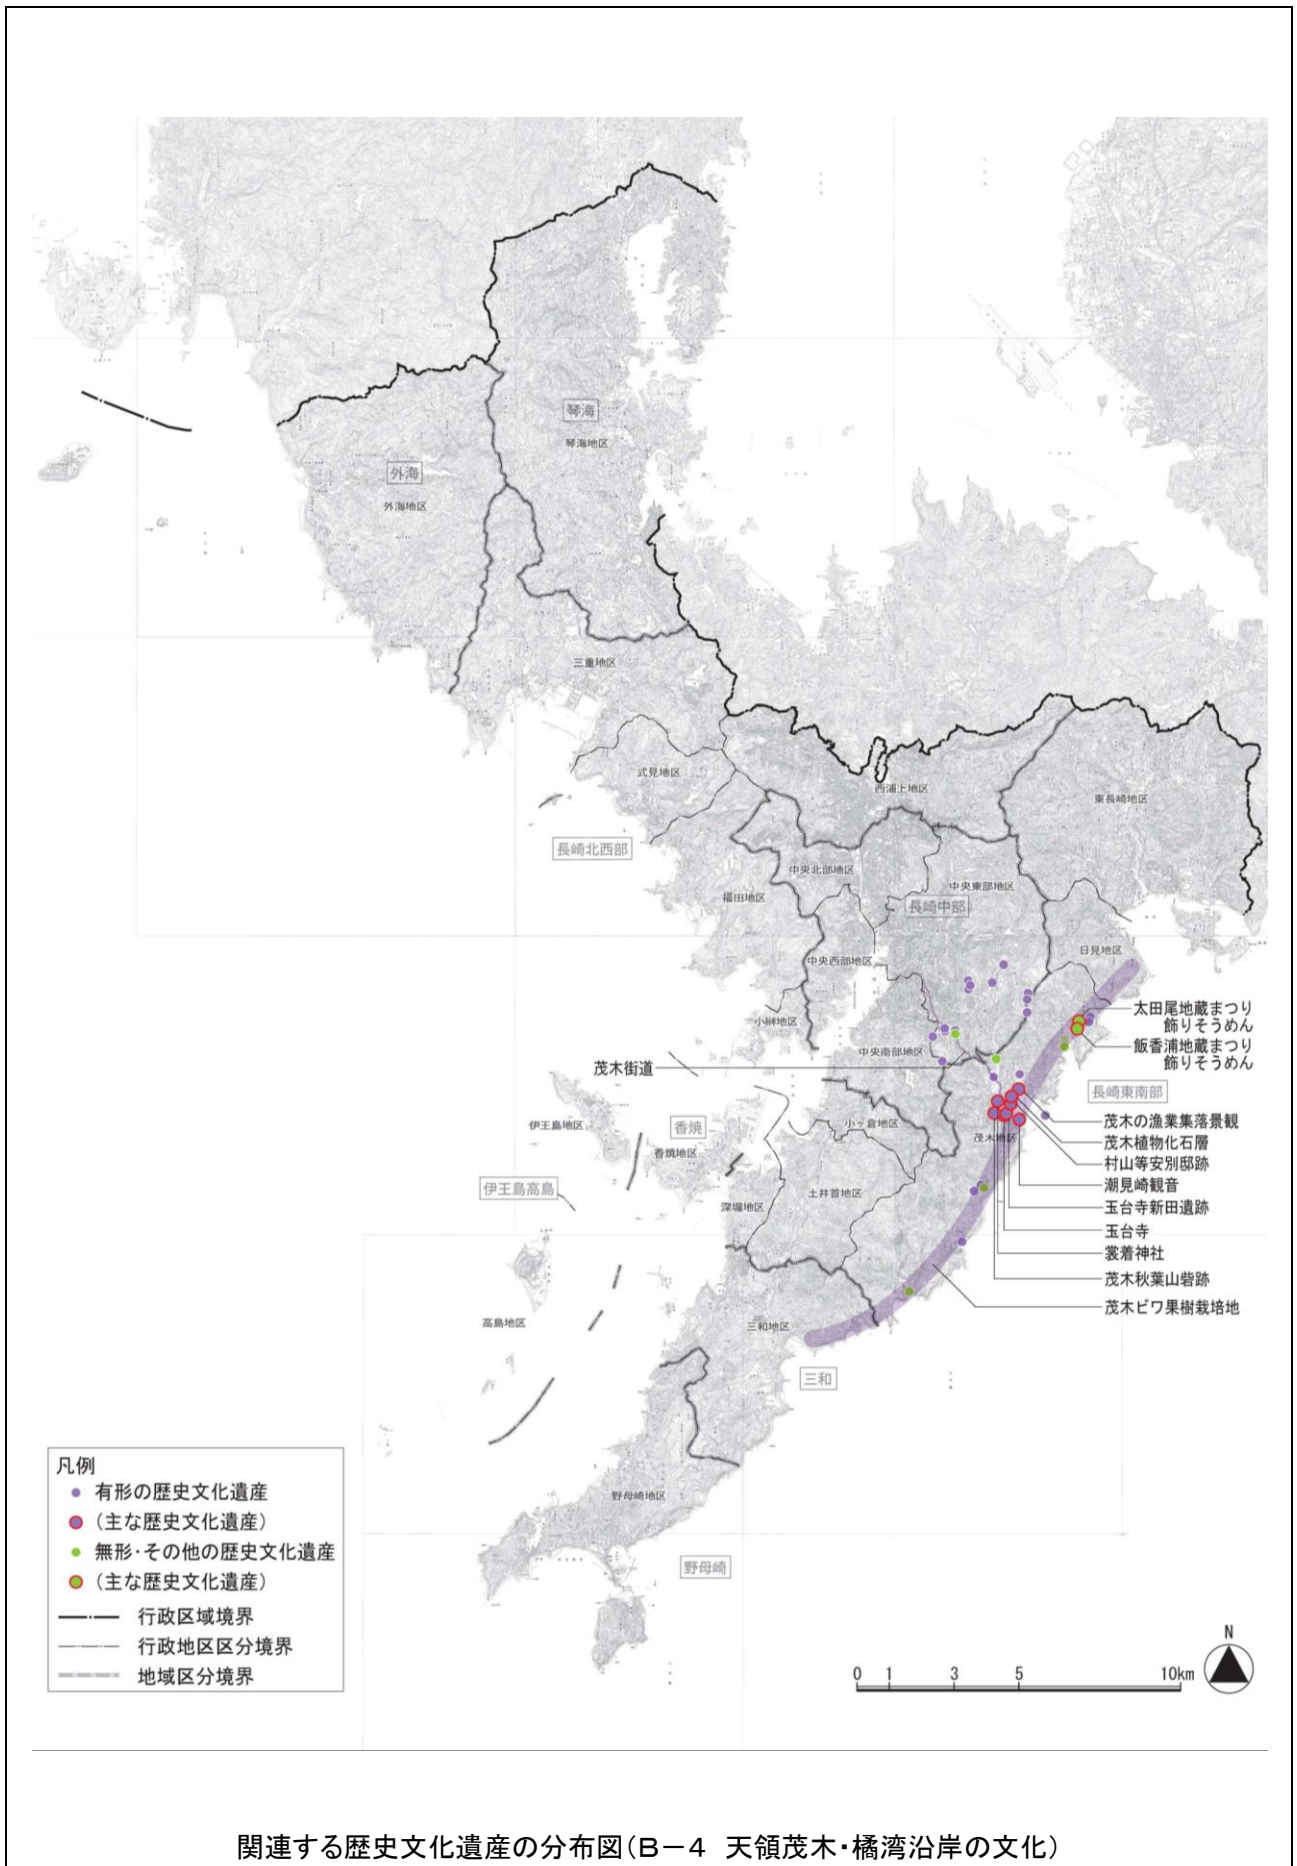 琴海
琴海地区
外海
外海地区
三重地区
式見地区
西浦上地区
東長崎地区
長崎北西部
中央北部地区
中央東部地区
福田地区
長崎中部
日見地区
中央西部地区
太田尾地蔵まつり
飾りそうめん
小榊地区
飯香浦地蔵まつり
飾りそうめん
中央南部地区
茂木街道
長崎東南部
茂木の漁業集落景観
伊王島地区
香焼
小ヶ倉地区
茂木地区
茂木植物化石層
香焼地区
村山等安別邸跡
伊王島高島
土井首地区
潮見崎観音
深堀地区
玉台寺新田遺跡
玉台寺
裳着神社
茂木秋葉山砦跡
茂木ビワ果樹栽培地
高島地区
三和地区
三和
凡例
有形の歴史文化遺産
(主な歴史文化遺産)
無形・その他の歴史文化遺産
(主な歴史文化遺産)
行政区域境界
行政地区区分境界
地域区分境界
野母崎地区
野母崎
N
0 1 3 5 10km
関連する歴史文化遺産の分布図(B-4 天領茂木・橘湾沿岸の文化)